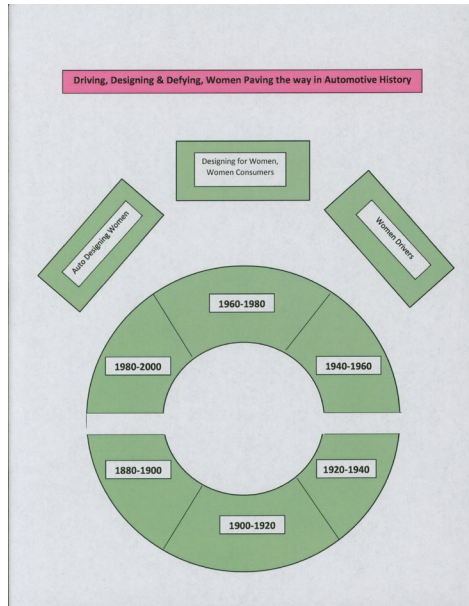 Driving, Designing & Defying, Women Paving the way in Automotive History
Designing for Women,
Women Consumers
Auto Designing Women
Women Drivers
1960-1980
1980-2000
1940-1960
1880-1900
1920-1940
1900-1920